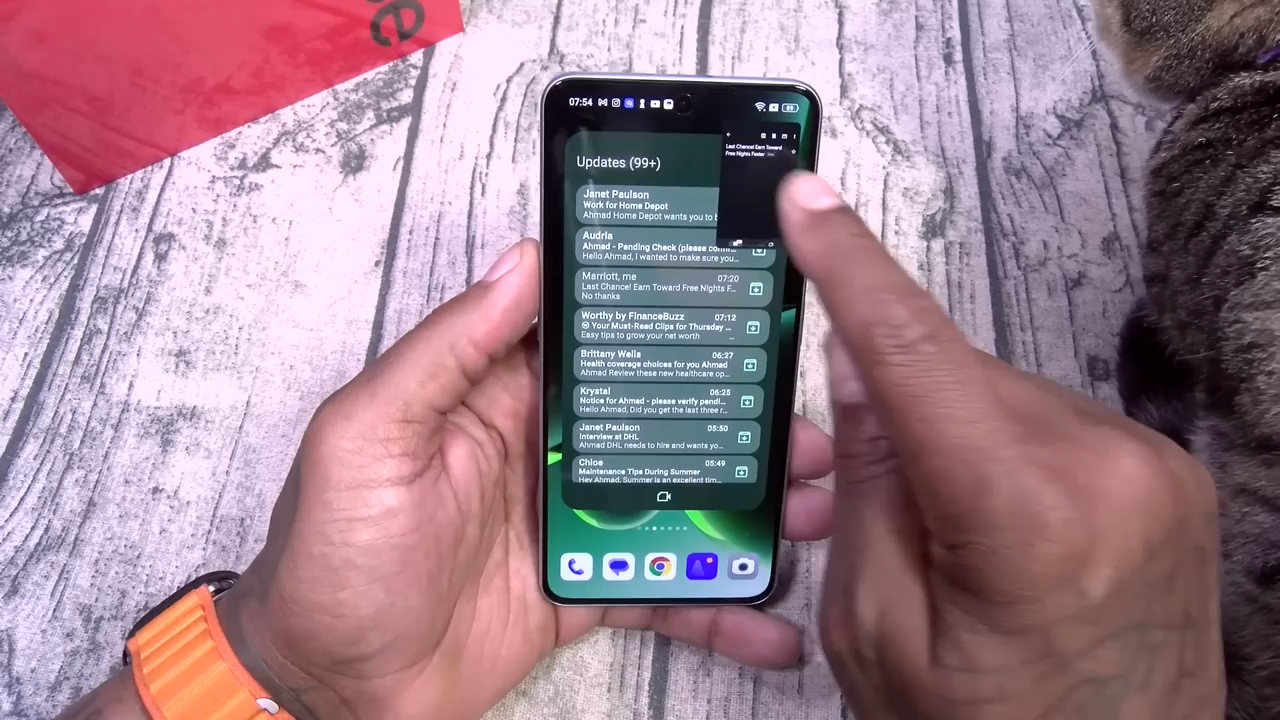 se
07:54
89
Last Chance! Earn Toward
Free Nights Faster
Updates (99+)
Janet Paulson
Work for Home Depot
Ahmad Home Depot wants you to b
Audria
Ahmad - Pending Check (please confi...
Hello Ahmad, I wanted to make sure you...
Marriott, me 07:20
Last Chance! Earn Toward Free Nights F...
No thanks
Worthy by FinanceBuzz 07:12
Your Must-Read Clips for Thursday ...
Easy tips to grow your net worth ...
Brittany Wells 06:27
Health coverage choices for you Ahmad
Ahmad Review these new healthcare op...
Krystal 06:25
Notice for Ahmad - please verify pendi...
Hello Ahmad, Did you get the last three r...
Janet Paulson 05:50
Interview at DHL
Ahmad DHL needs to hire and wants yo...
Chloe 05:49
Maintenance Tips During Summer
Hey Ahmad, Summer is an excellent tim...